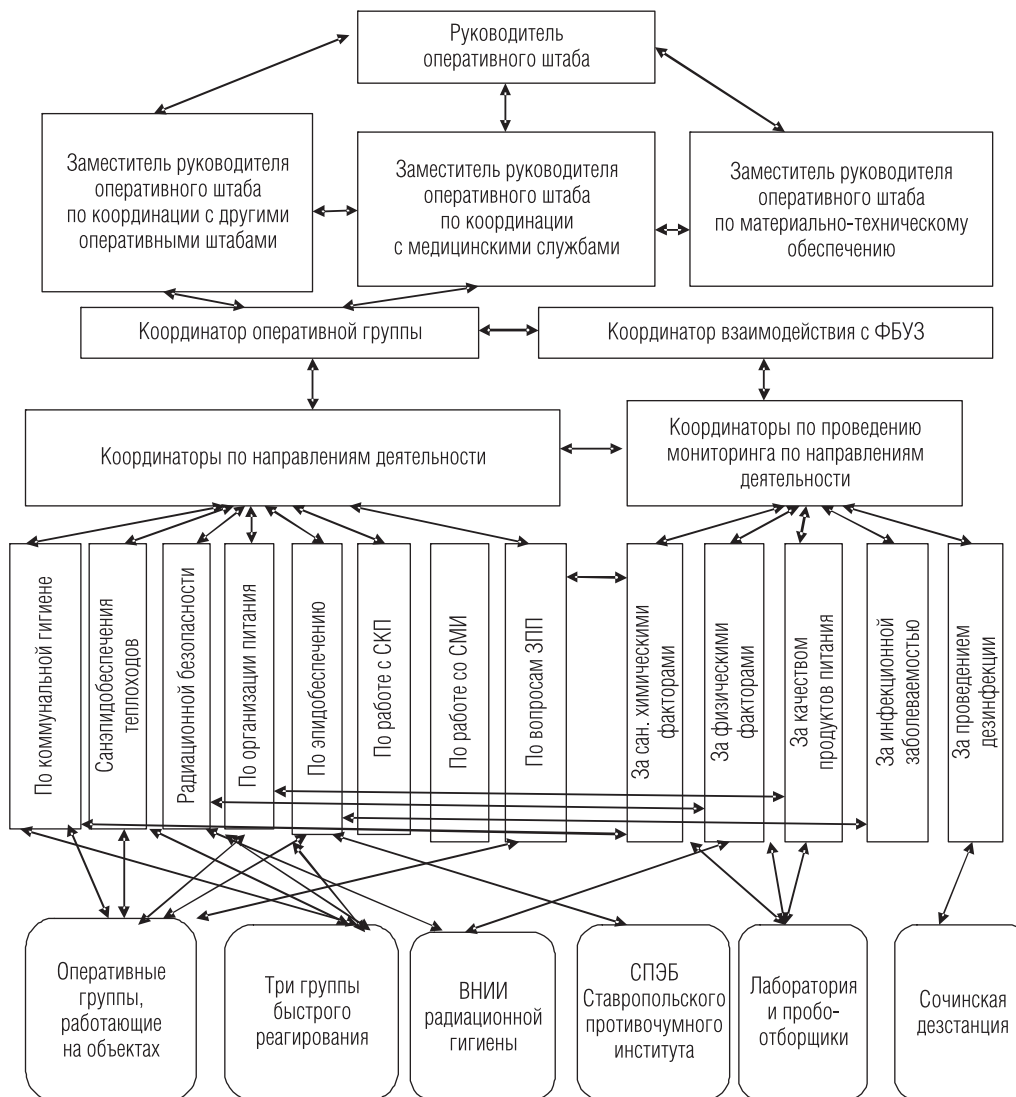 Руководитель
оперативного штаба
Заместитель руководителя
оперативного штаба
по координации с другими
оперативными штабами
Заместитель руководителя
оперативного штаба
по координации
с медицинскими службами
Заместитель руководителя
оперативного штаба
по материально-техническому
обеспечению
Координатор оперативной группы
Координатор взаимодействия с ФБУЗ
Координаторы по направлениям деятельности
Координаторы по проведению
мониторинга по направлениям
деятельности
По коммунальной гигиене
Санэпидобеспечения
теплоходов
Радиационной безопасности
По организации питания
По эпидобеспечению
По работе с СКП
По работе со СМИ
По вопросам ЗПП
За сан. химическими
факторами
За физическими
факторами
За качеством
продуктов питания
За инфекционной
заболеваемостью
За проведением
дезинфекции
Оперативные
группы,
работающие
на объектах
Три группы
быстрого
реагирования
ВНИИ
радиационной
гигиены
СПЭБ
Ставропольского
противочумного
института
Лаборатория
и пробо-
отборщики
Сочинская
дезстанция